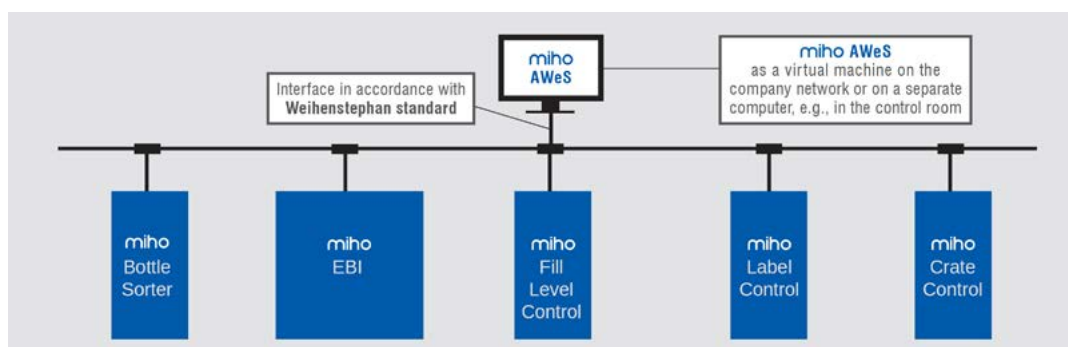 miho
AWeS
miho AWeS
as a virtual machine on the
company network or on a separate
computer, e.g., in the control room
Interface in accordance with
Weihenstephan standard
miho
Bottle
Sorter
miho
EBI
miho
Fill
Level
Control
miho
Label
Control
miho
Crate
Control